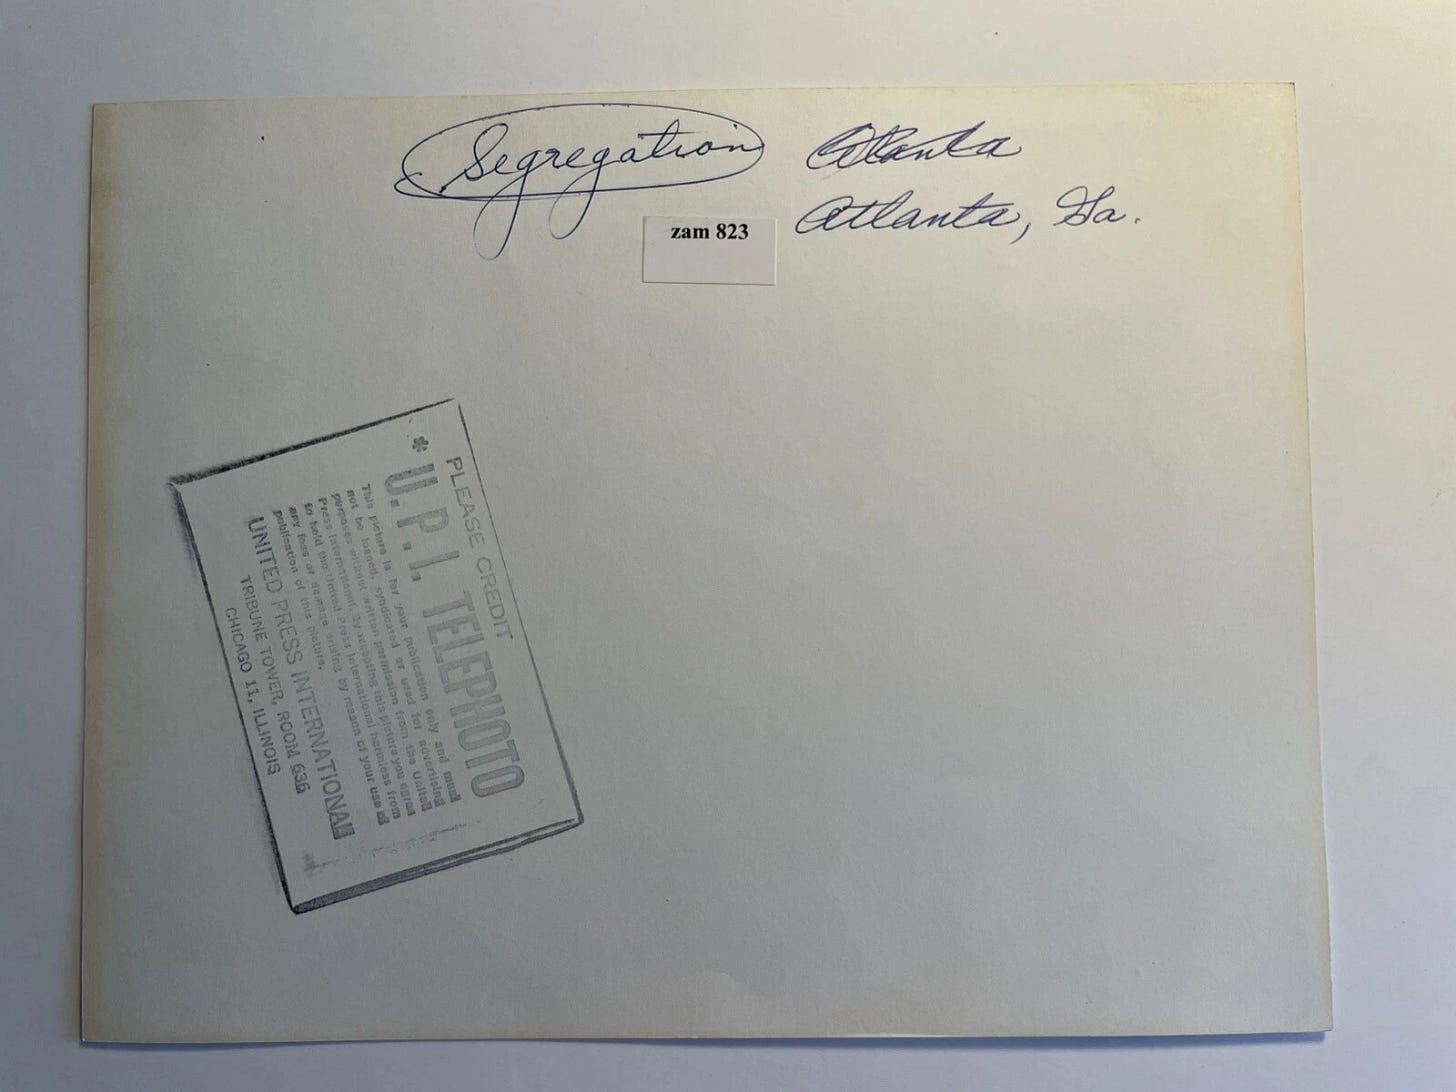 Segregation
Atlanta
Atlanta, Ga.
zam 823
PLEASE CREDIT
* U.P.I. TELEPHOTO
This picture is for your publication only and must
not be loaned, syndicated or used for advertising
purposes without written permission from the United
Press International. By accepting this picture you agree
to hold the United Press International harmless from
any loss or damage arising by reason of your use
publication of this picture.
UNITED PRESS INTERNATIONAL
TRIBUNE TOWER, ROOM 636
CHICAGO 11, ILLINOIS